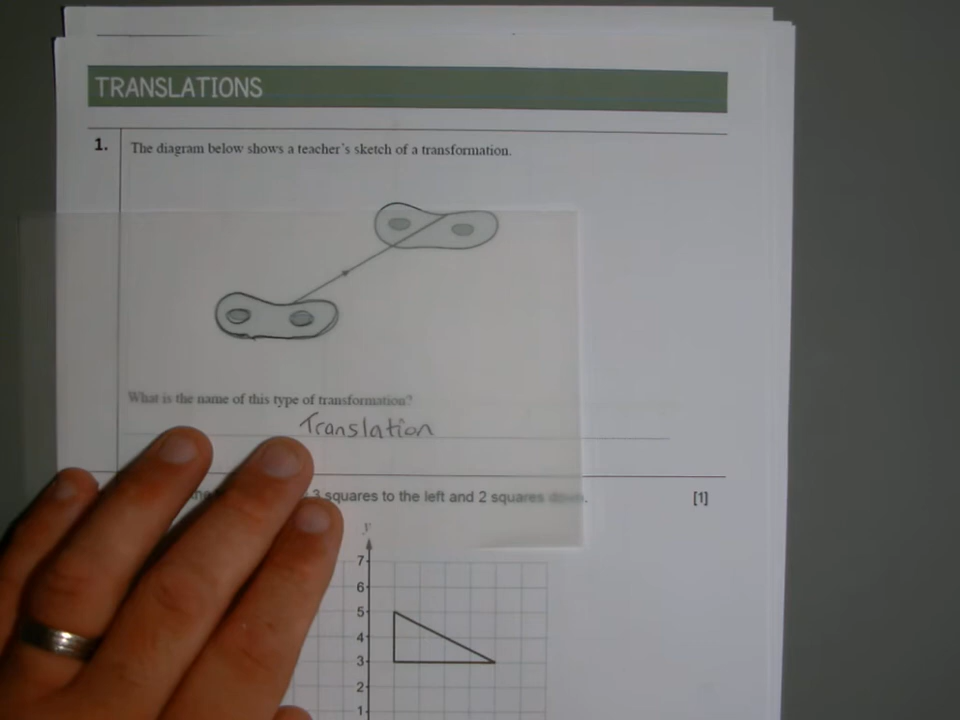 TRANSLATIONS
1. The diagram below shows a teacher's sketch of a transformation.
What is the name of this type of transformation?
Translation
3 squares to the left and 2 squares down. [1]
y
7
6
5
4
3
2
1